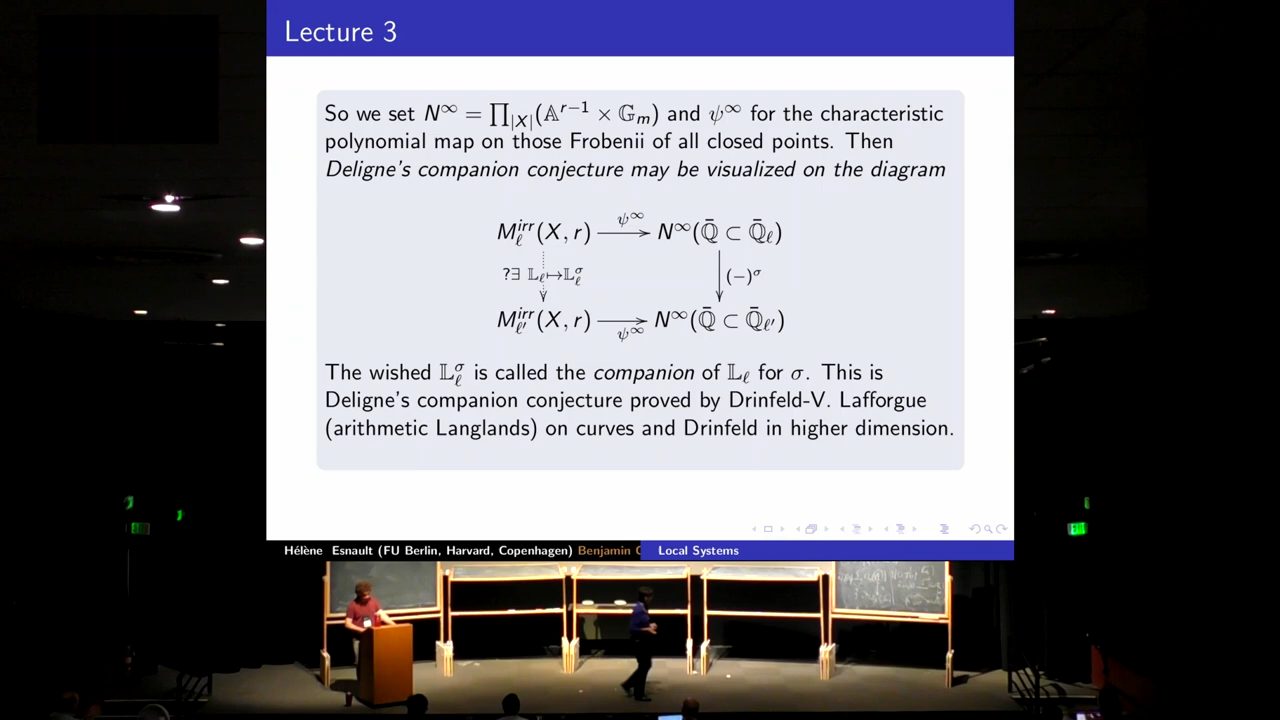 Lecture 3
So we set N^∞ = ∏_{|X|}(𝔸^{r−1} × 𝔾_m) and ψ^∞ for the characteristic
polynomial map on those Frobenii of all closed points. Then
Deligne's companion conjecture may be visualized on the diagram
M_ℓ^{irr}(X, r) —ψ^∞→ N^∞(ℚ̄ ⊂ ℚ̄_ℓ)
?∃ 𝕃_ℓ↦𝕃_ℓ^σ (−)^σ
M_{ℓ′}^{irr}(X, r) —ψ^∞→ N^∞(ℚ̄ ⊂ ℚ̄_{ℓ′})
The wished 𝕃_ℓ^σ is called the companion of 𝕃_ℓ for σ. This is
Deligne's companion conjecture proved by Drinfeld-V. Lafforgue
(arithmetic Langlands) on curves and Drinfeld in higher dimension.
Hélène Esnault (FU Berlin, Harvard, Copenhagen) Benjamin Local Systems